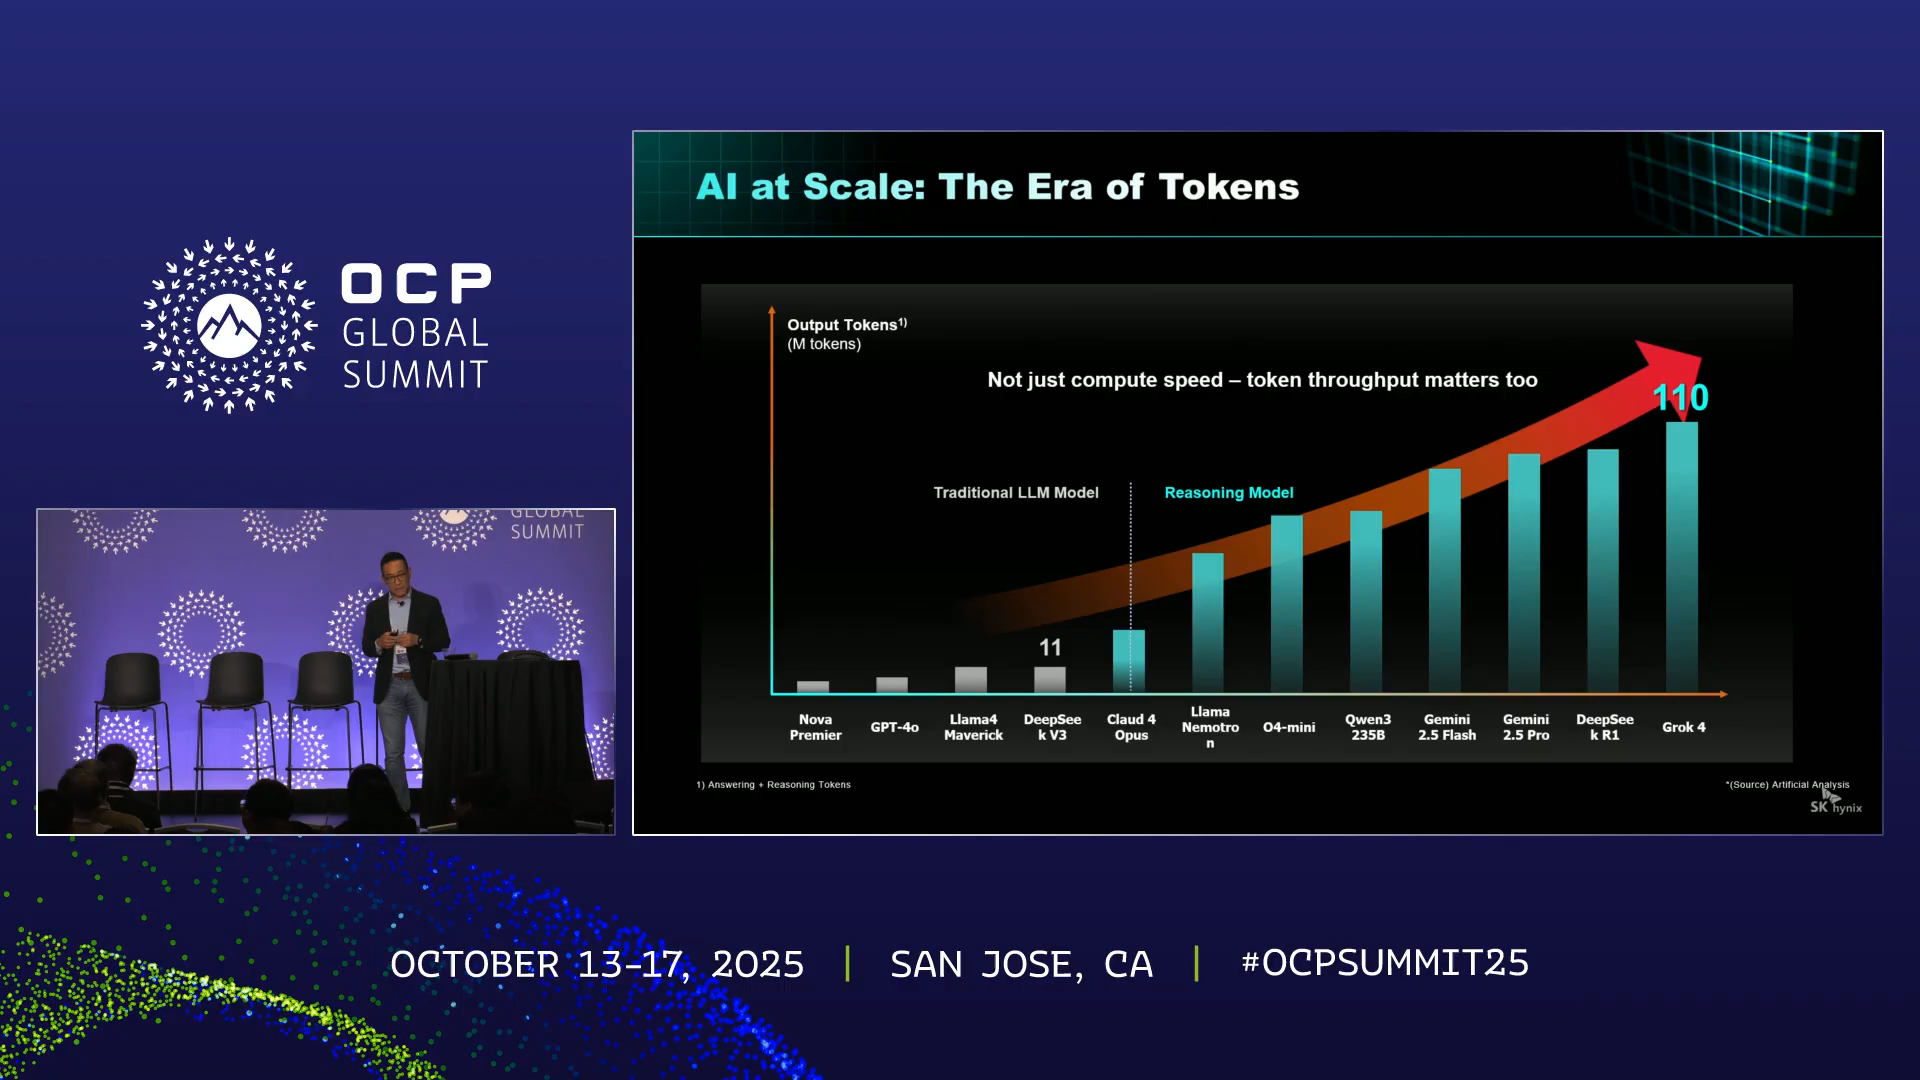 OCP
GLOBAL
SUMMIT
GLOBAL
SUMMIT
AI at Scale: The Era of Tokens
Output Tokens1)
(M tokens)
Not just compute speed – token throughput matters too
110
Traditional LLM Model
Reasoning Model
11
Nova
Premier
GPT-4o
Llama4
Maverick
DeepSee
k V3
Claud 4
Opus
Llama
Nemotro
n
O4-mini
Qwen3
235B
Gemini
2.5 Flash
Gemini
2.5 Pro
DeepSee
k R1
Grok 4
1) Answering + Reasoning Tokens
*(Source) Artificial Analysis
SK hynix
OCTOBER 13-17, 2025 | SAN JOSE, CA | #OCPSUMMIT25